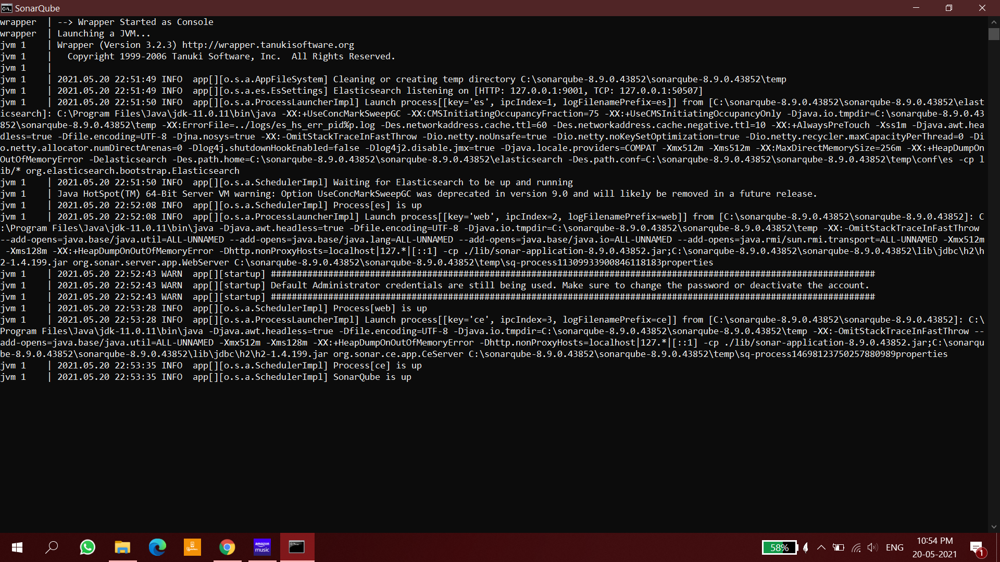 SonarQube
wrapper  | --> Wrapper Started as Console
wrapper  | Launching a JVM...
jvm 1    | Wrapper (Version 3.2.3) http://wrapper.tanukisoftware.org
jvm 1    |   Copyright 1999-2006 Tanuki Software, Inc.  All Rights Reserved.
jvm 1    |
jvm 1    | 2021.05.20 22:51:49 INFO  app[][o.s.a.AppFileSystem] Cleaning or creating temp directory C:\sonarqube-8.9.0.43852\sonarqube-8.9.0.43852\temp
jvm 1    | 2021.05.20 22:51:49 INFO  app[][o.s.a.es.EsSettings] Elasticsearch listening on [HTTP: 127.0.0.1:9001, TCP: 127.0.0.1:50507]
jvm 1    | 2021.05.20 22:51:50 INFO  app[][o.s.a.ProcessLauncherImpl] Launch process[[key='es', ipcIndex=1, logFilenamePrefix=es]] from [C:\sonarqube-8.9.0.43852\sonarqube-8.9.0.43852\elast
icsearch]: C:\Program Files\Java\jdk-11.0.11\bin\java -XX:+UseConcMarkSweepGC -XX:CMSInitiatingOccupancyFraction=75 -XX:+UseCMSInitiatingOccupancyOnly -Djava.io.tmpdir=C:\sonarqube-8.9.0.43
852\sonarqube-8.9.0.43852\temp -XX:ErrorFile=../logs/es_hs_err_pid%p.log -Des.networkaddress.cache.ttl=60 -Des.networkaddress.cache.negative.ttl=10 -XX:+AlwaysPreTouch -Xss1m -Djava.awt.hea
dless=true -Dfile.encoding=UTF-8 -Djna.nosys=true -XX:-OmitStackTraceInFastThrow -Dio.netty.noUnsafe=true -Dio.netty.noKeySetOptimization=true -Dio.netty.recycler.maxCapacityPerThread=0 -Di
o.netty.allocator.numDirectArenas=0 -Dlog4j.shutdownHookEnabled=false -Dlog4j2.disable.jmx=true -Djava.locale.providers=COMPAT -Xmx512m -Xms512m -XX:MaxDirectMemorySize=256m -XX:+HeapDumpOn
OutOfMemoryError -Delasticsearch -Des.path.home=C:\sonarqube-8.9.0.43852\sonarqube-8.9.0.43852\elasticsearch -Des.path.conf=C:\sonarqube-8.9.0.43852\sonarqube-8.9.0.43852\temp\conf\es -cp l
ib/* org.elasticsearch.bootstrap.Elasticsearch
jvm 1    | 2021.05.20 22:51:50 INFO  app[][o.s.a.SchedulerImpl] Waiting for Elasticsearch to be up and running
jvm 1    | Java HotSpot(TM) 64-Bit Server VM warning: Option UseConcMarkSweepGC was deprecated in version 9.0 and will likely be removed in a future release.
jvm 1    | 2021.05.20 22:52:08 INFO  app[][o.s.a.SchedulerImpl] Process[es] is up
jvm 1    | 2021.05.20 22:52:08 INFO  app[][o.s.a.ProcessLauncherImpl] Launch process[[key='web', ipcIndex=2, logFilenamePrefix=web]] from [C:\sonarqube-8.9.0.43852\sonarqube-8.9.0.43852]: C
:\Program Files\Java\jdk-11.0.11\bin\java -Djava.awt.headless=true -Dfile.encoding=UTF-8 -Djava.io.tmpdir=C:\sonarqube-8.9.0.43852\sonarqube-8.9.0.43852\temp -XX:-OmitStackTraceInFastThrow
--add-opens=java.base/java.util=ALL-UNNAMED --add-opens=java.base/java.lang=ALL-UNNAMED --add-opens=java.base/java.io=ALL-UNNAMED --add-opens=java.rmi/sun.rmi.transport=ALL-UNNAMED -Xmx512m
 -Xms128m -XX:+HeapDumpOnOutOfMemoryError -Dhttp.nonProxyHosts=localhost|127.*|[::1] -cp ./lib/sonar-application-8.9.0.43852.jar;C:\sonarqube-8.9.0.43852\sonarqube-8.9.0.43852\lib\jdbc\h2\h
2-1.4.199.jar org.sonar.server.app.WebServer C:\sonarqube-8.9.0.43852\sonarqube-8.9.0.43852\temp\sq-process11309933900846118183properties
jvm 1    | 2021.05.20 22:52:43 WARN  app[][startup] ####################################################################################################################
jvm 1    | 2021.05.20 22:52:43 WARN  app[][startup] Default Administrator credentials are still being used. Make sure to change the password or deactivate the account.
jvm 1    | 2021.05.20 22:52:43 WARN  app[][startup] ####################################################################################################################
jvm 1    | 2021.05.20 22:53:28 INFO  app[][o.s.a.SchedulerImpl] Process[web] is up
jvm 1    | 2021.05.20 22:53:28 INFO  app[][o.s.a.ProcessLauncherImpl] Launch process[[key='ce', ipcIndex=3, logFilenamePrefix=ce]] from [C:\sonarqube-8.9.0.43852\sonarqube-8.9.0.43852]: C:\
Program Files\Java\jdk-11.0.11\bin\java -Djava.awt.headless=true -Dfile.encoding=UTF-8 -Djava.io.tmpdir=C:\sonarqube-8.9.0.43852\sonarqube-8.9.0.43852\temp -XX:-OmitStackTraceInFastThrow --
add-opens=java.base/java.util=ALL-UNNAMED -Xmx512m -Xms128m -XX:+HeapDumpOnOutOfMemoryError -Dhttp.nonProxyHosts=localhost|127.*|[::1] -cp ./lib/sonar-application-8.9.0.43852.jar;C:\sonarqu
be-8.9.0.43852\sonarqube-8.9.0.43852\lib\jdbc\h2\h2-1.4.199.jar org.sonar.ce.app.CeServer C:\sonarqube-8.9.0.43852\sonarqube-8.9.0.43852\temp\sq-process14698123750257880989properties
jvm 1    | 2021.05.20 22:53:35 INFO  app[][o.s.a.SchedulerImpl] Process[ce] is up
jvm 1    | 2021.05.20 22:53:35 INFO  app[][o.s.a.SchedulerImpl] SonarQube is up
amazon
music
58%
ENG
10:54 PM
20-05-2021
1